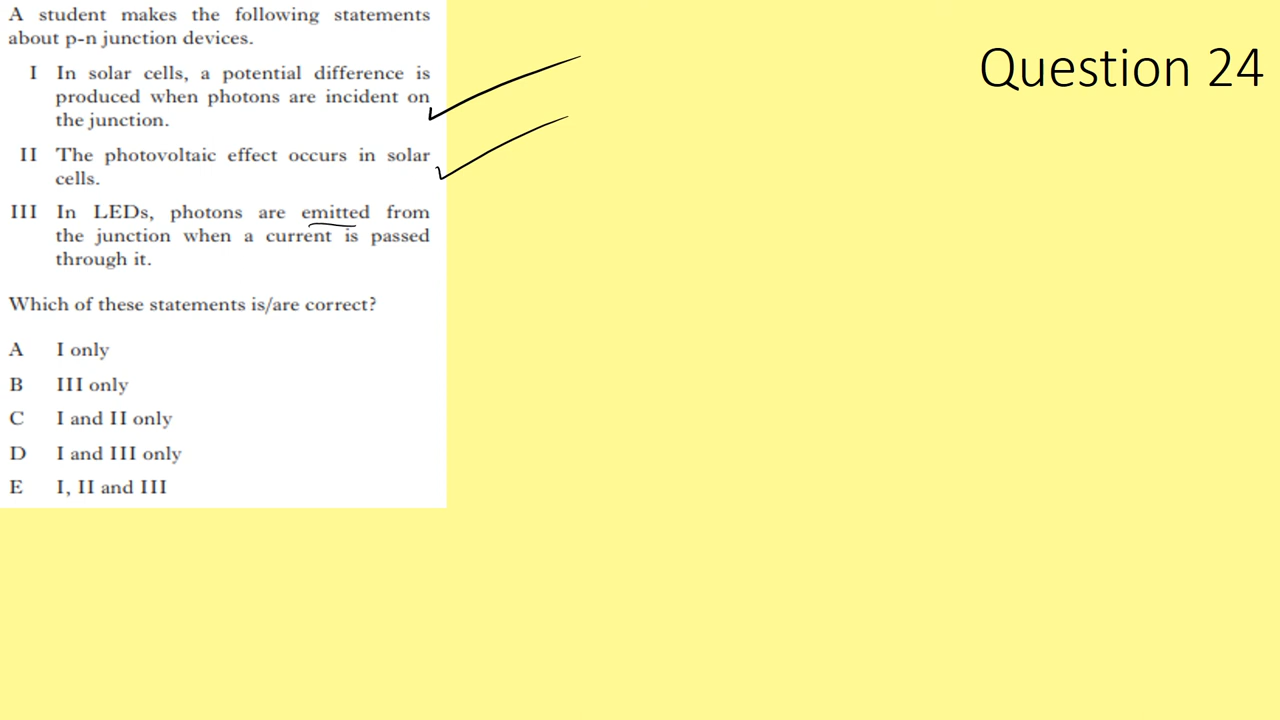 A student makes the following statements
about p-n junction devices.
I In solar cells, a potential difference is
produced when photons are incident on
the junction.
II The photovoltaic effect occurs in solar
cells.
III In LEDs, photons are emitted from
the junction when a current is passed
through it.
Which of these statements is/are correct?
A I only
B III only
C I and II only
D I and III only
E I, II and III
Question 24